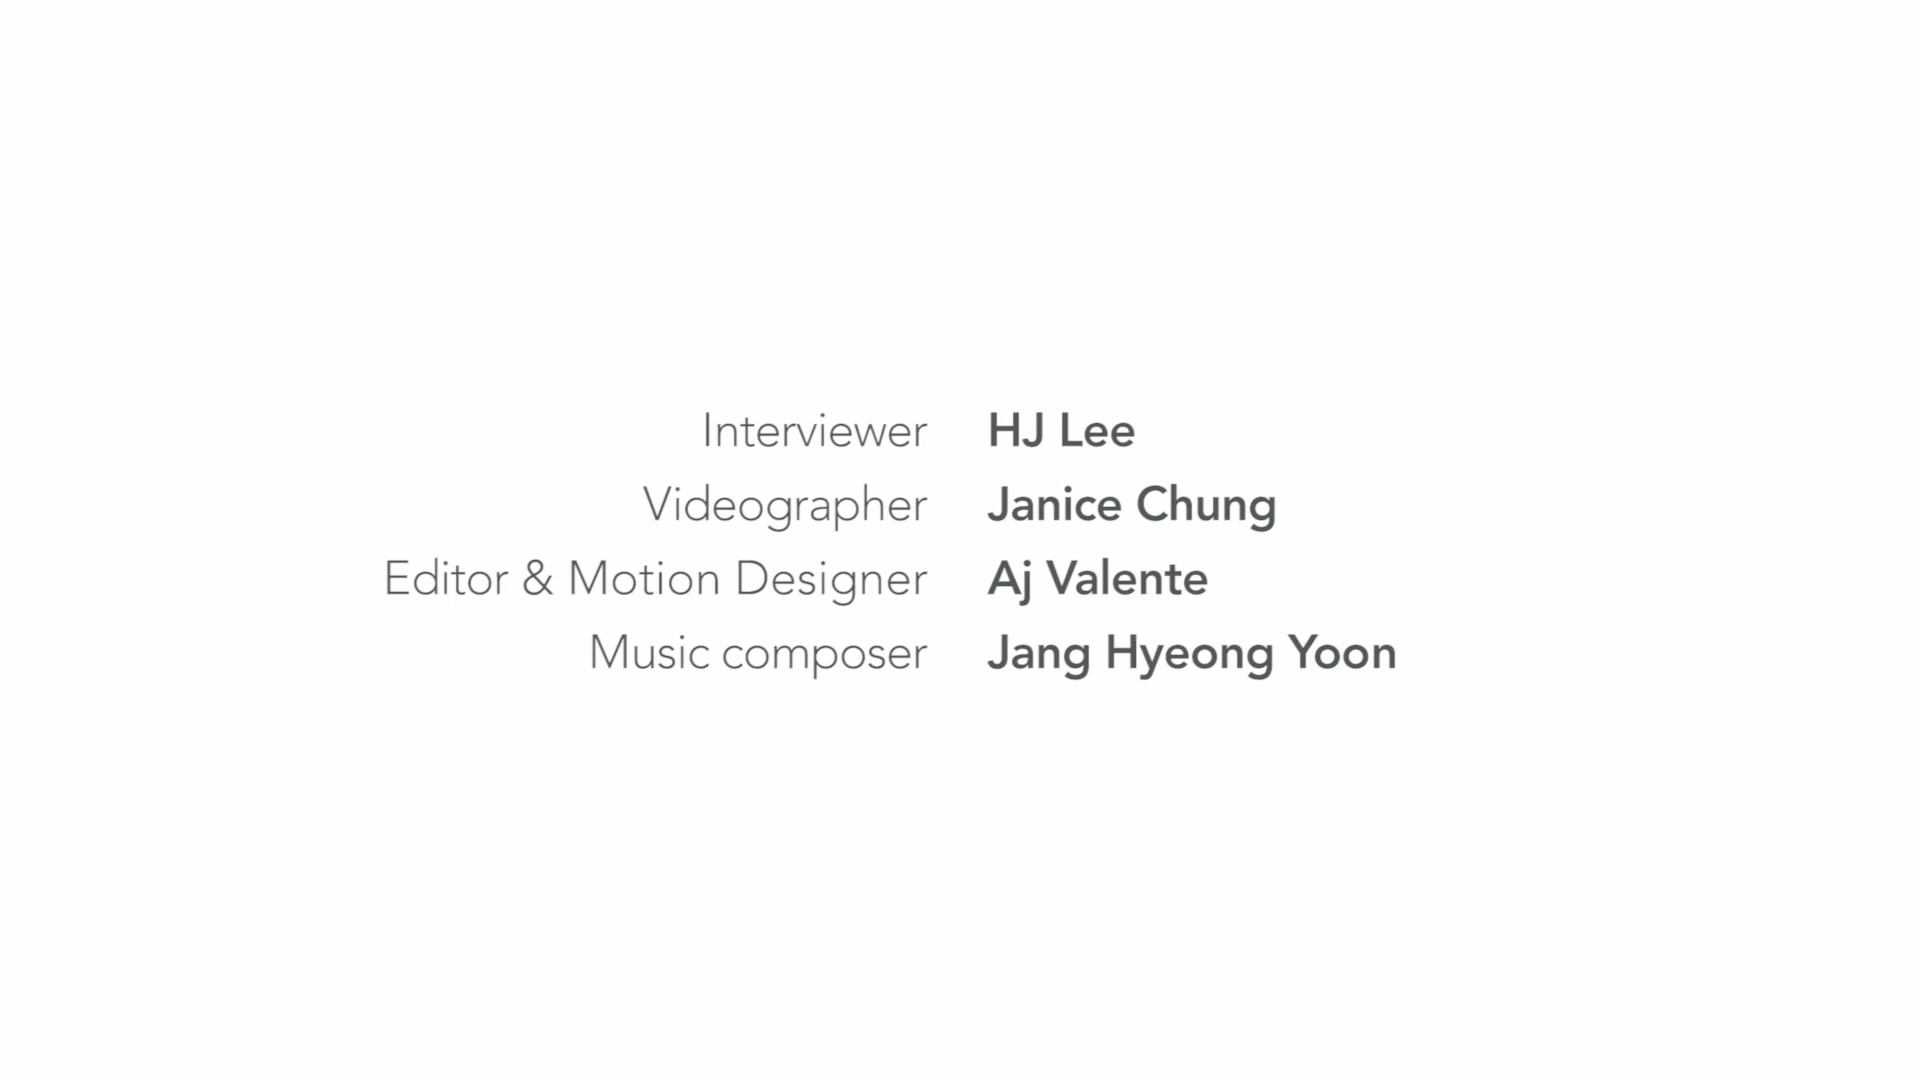 Interviewer HJ Lee
Videographer Janice Chung
Editor & Motion Designer Aj Valente
Music composer Jang Hyeong Yoon